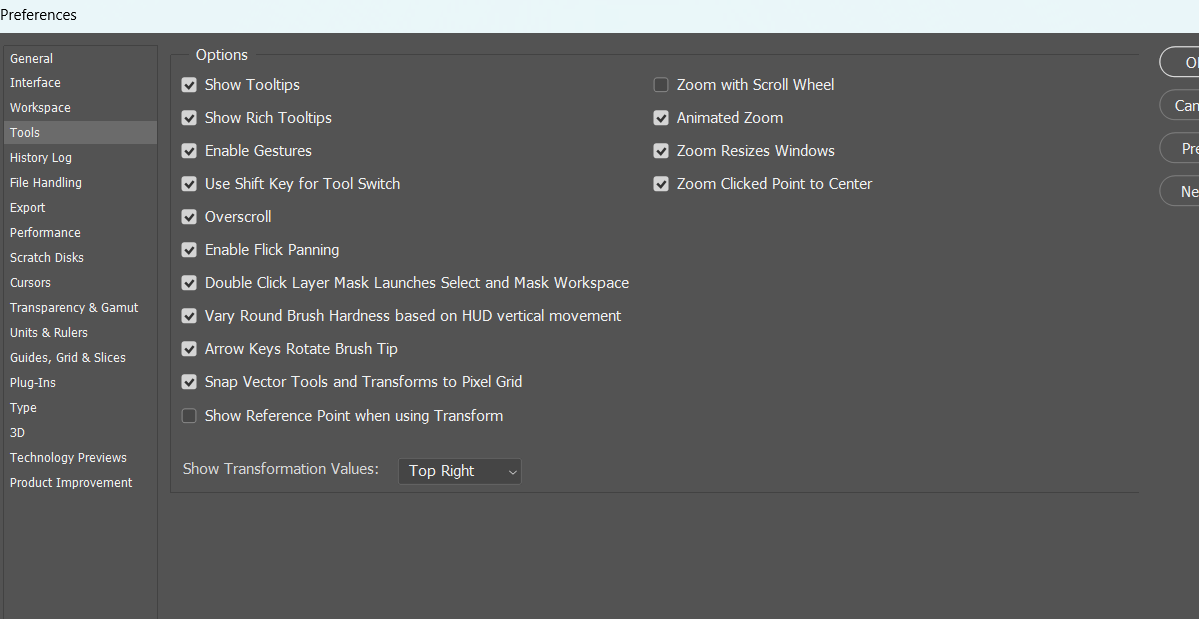 Preferences
General
Interface
Workspace
Tools
History Log
File Handling
Export
Performance
Scratch Disks
Cursors
Transparency & Gamut
Units & Rulers
Guides, Grid & Slices
Plug-Ins
Type
3D
Technology Previews
Product Improvement
Options
Show Tooltips
Show Rich Tooltips
Enable Gestures
Use Shift Key for Tool Switch
Overscroll
Enable Flick Panning
Double Click Layer Mask Launches Select and Mask Workspace
Vary Round Brush Hardness based on HUD vertical movement
Arrow Keys Rotate Brush Tip
Snap Vector Tools and Transforms to Pixel Grid
Show Reference Point when using Transform
Show Transformation Values: Top Right
Zoom with Scroll Wheel
Animated Zoom
Zoom Resizes Windows
Zoom Clicked Point to Center
Can
Pre
Ne